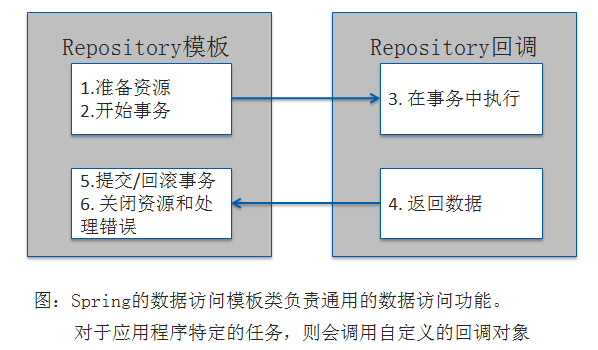 Repository模板
1.准备资源
2.开始事务
5.提交/回滚事务
6. 关闭资源和处
理错误
Repository回调
3. 在事务中执行
4. 返回数据
图：Spring的数据访问模板类负责通用的数据访问功能。
对于应用程序特定的任务，则会调用自定义的回调对象